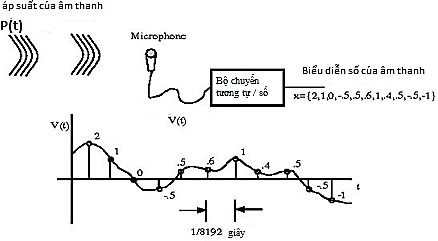 áp suất của âm thanh
P(t)
Microphone
Bộ chuyển
tương tự / số
Biểu diễn số của âm thanh
x={2,1,0,-.5,.5,.6,1,.4,.5,-.5,-1}
V(t)
V(t)
2
1
0
-.5
.5
.6
1
.4
.5
-.5
-1
t
1/8192 giây